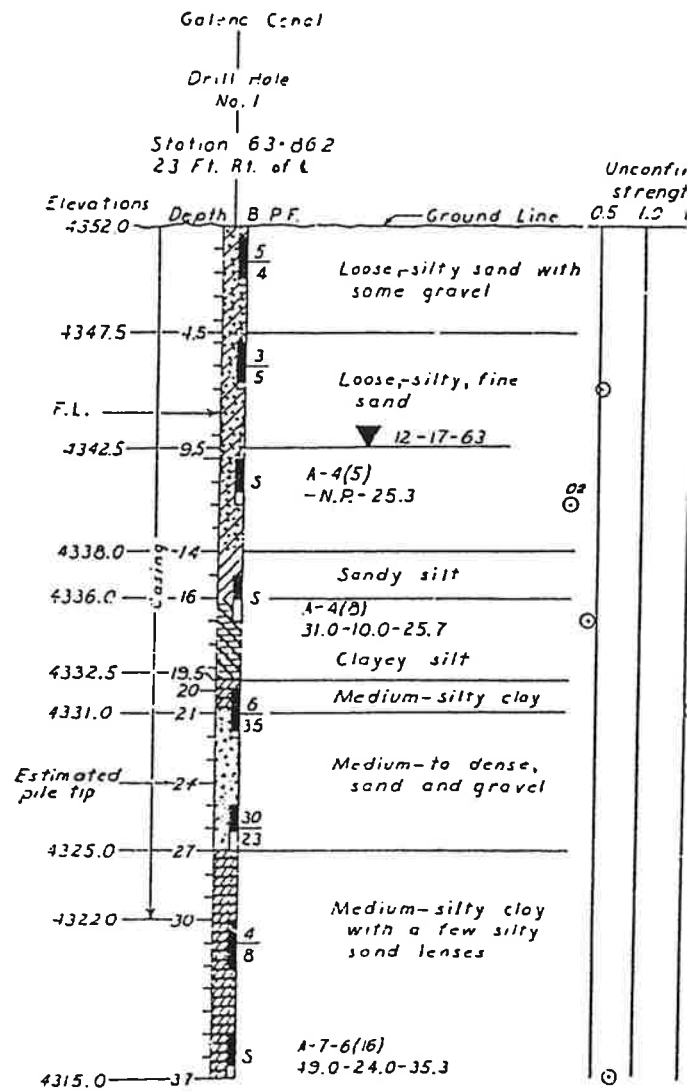 Galena Canal
Drill Hole
No. 1
Station 63+862
23 Ft. Rt. of ℄
Unconfin
strengt
Elevations Depth B P.F. Ground Line 0.5 1.0
4352.0
5
4
Loose-silty sand with
some gravel
4347.5 4.5
3
5
Loose,-silty, fine
sand
F.L.
12-17-63
4342.5 9.5
S
A-4(5)
-N.P.-25.3
02
4338.0 14
Casing
Sandy silt
4336.0 16
S
A-4(8)
31.0-10.0-25.7
Clayey silt
4332.5 19.5
20
Medium-silty clay
4331.0 21
6
35
Medium-to dense,
sand and gravel
Estimated
pile tip
24
30
23
4325.0 27
Medium-silty clay
with a few silty
sand lenses
4322.0 30
4
8
S
A-7-6(16)
49.0-24.0-35.3
4315.0 37